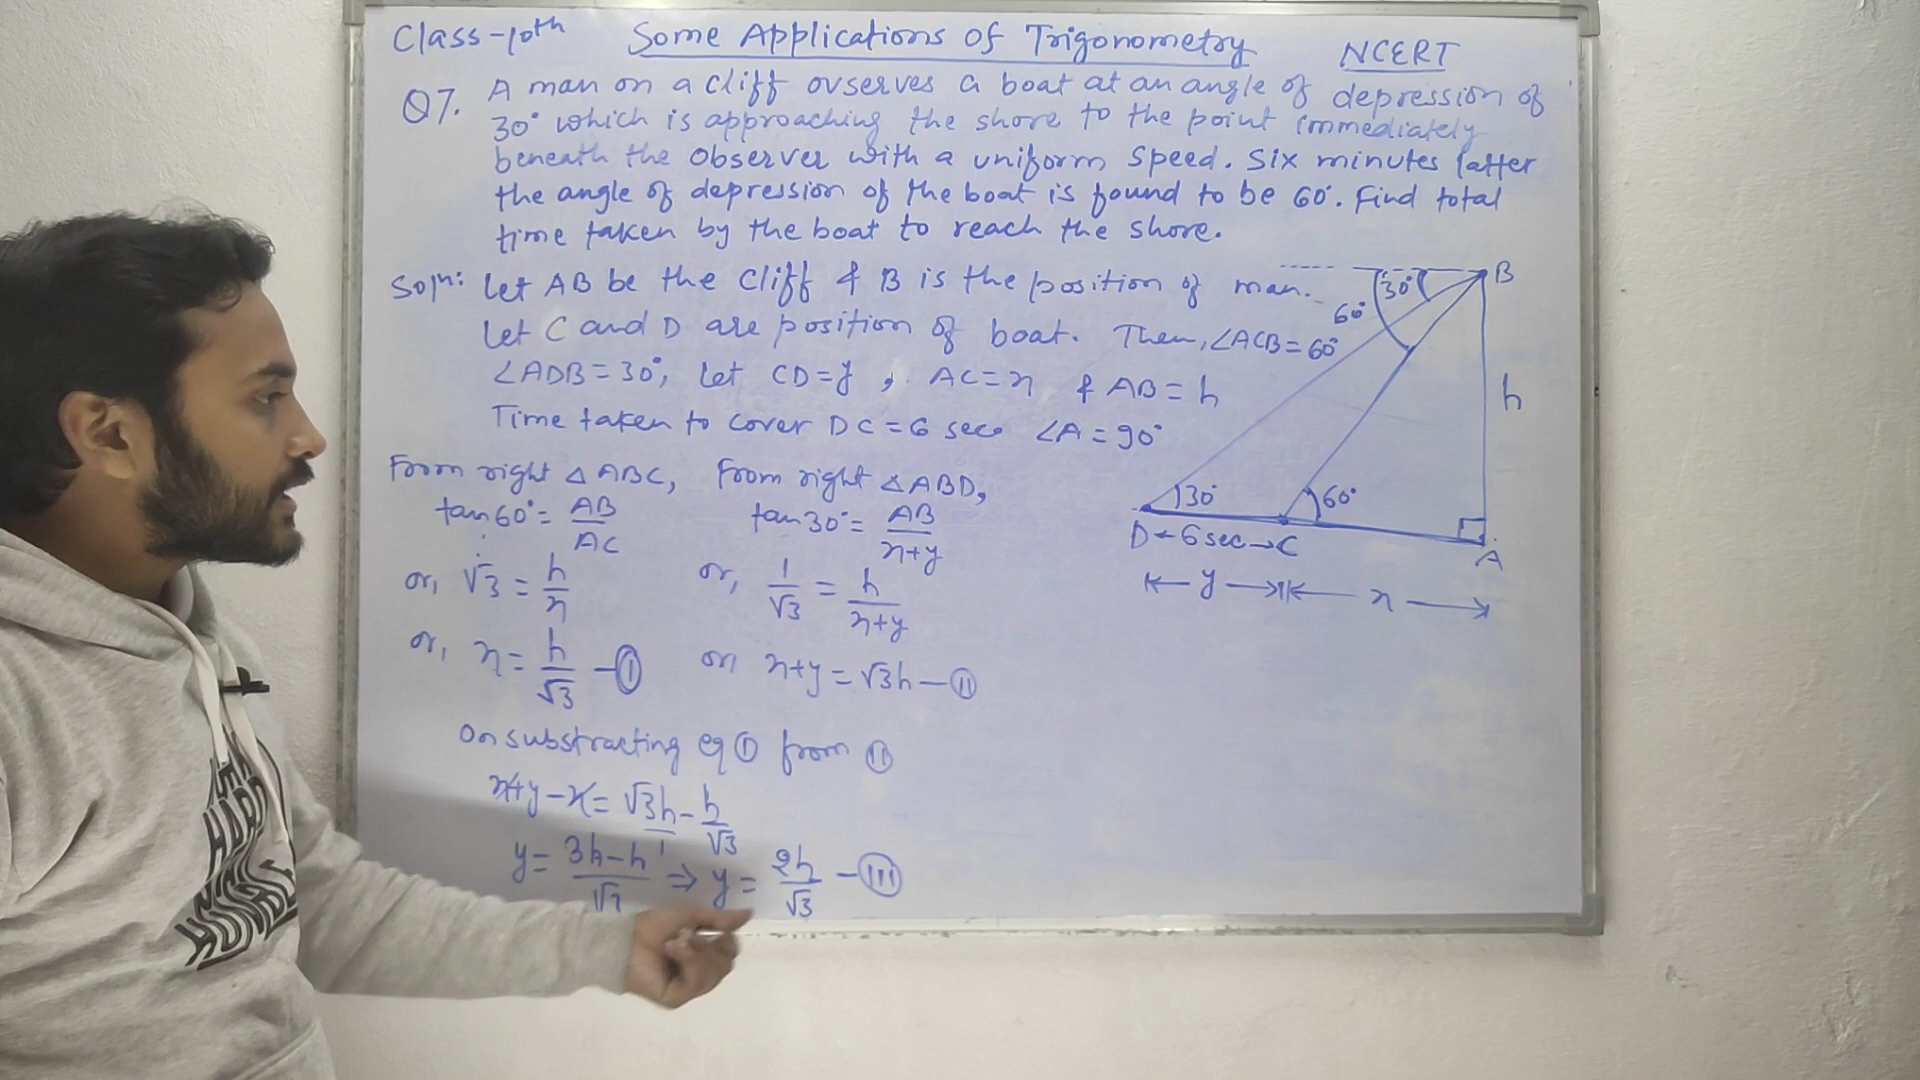 Class-10th Some Applications of Trigonometry NCERT
Q7. A man on a cliff ovserves a boat at an angle of depression of
30° which is approaching the shore to the point immediately
beneath the observer with a uniform speed. Six minutes latter
the angle of depression of the boat is found to be 60°. Find total
time taken by the boat to reach the shore.
Soln: Let AB be the cliff & B is the position of man.
Let C and D are position of boat. Then, ∠ACB = 60°
∠ADB = 30°, Let CD = y, AC = x & AB = h
Time taken to cover DC = 6 sec ∠A = 90°
From right △ABC, From right △ABD,
tan60° = AB/AC tan30° = AB/x+y
or, √3 = h/x or, 1/√3 = h/x+y
or, x = h/√3 - (I) or, x+y = √3h - (II)
On substracting eq (I) from (II)
x+y-x = √3h/1 - h/√3
y = 3h-h/√3 ⇒ y = 2h/√3 - (III)
B
30°
60°
h
30° 60°
D ← 6 sec → C
A
y x
HARD
HUMBLE